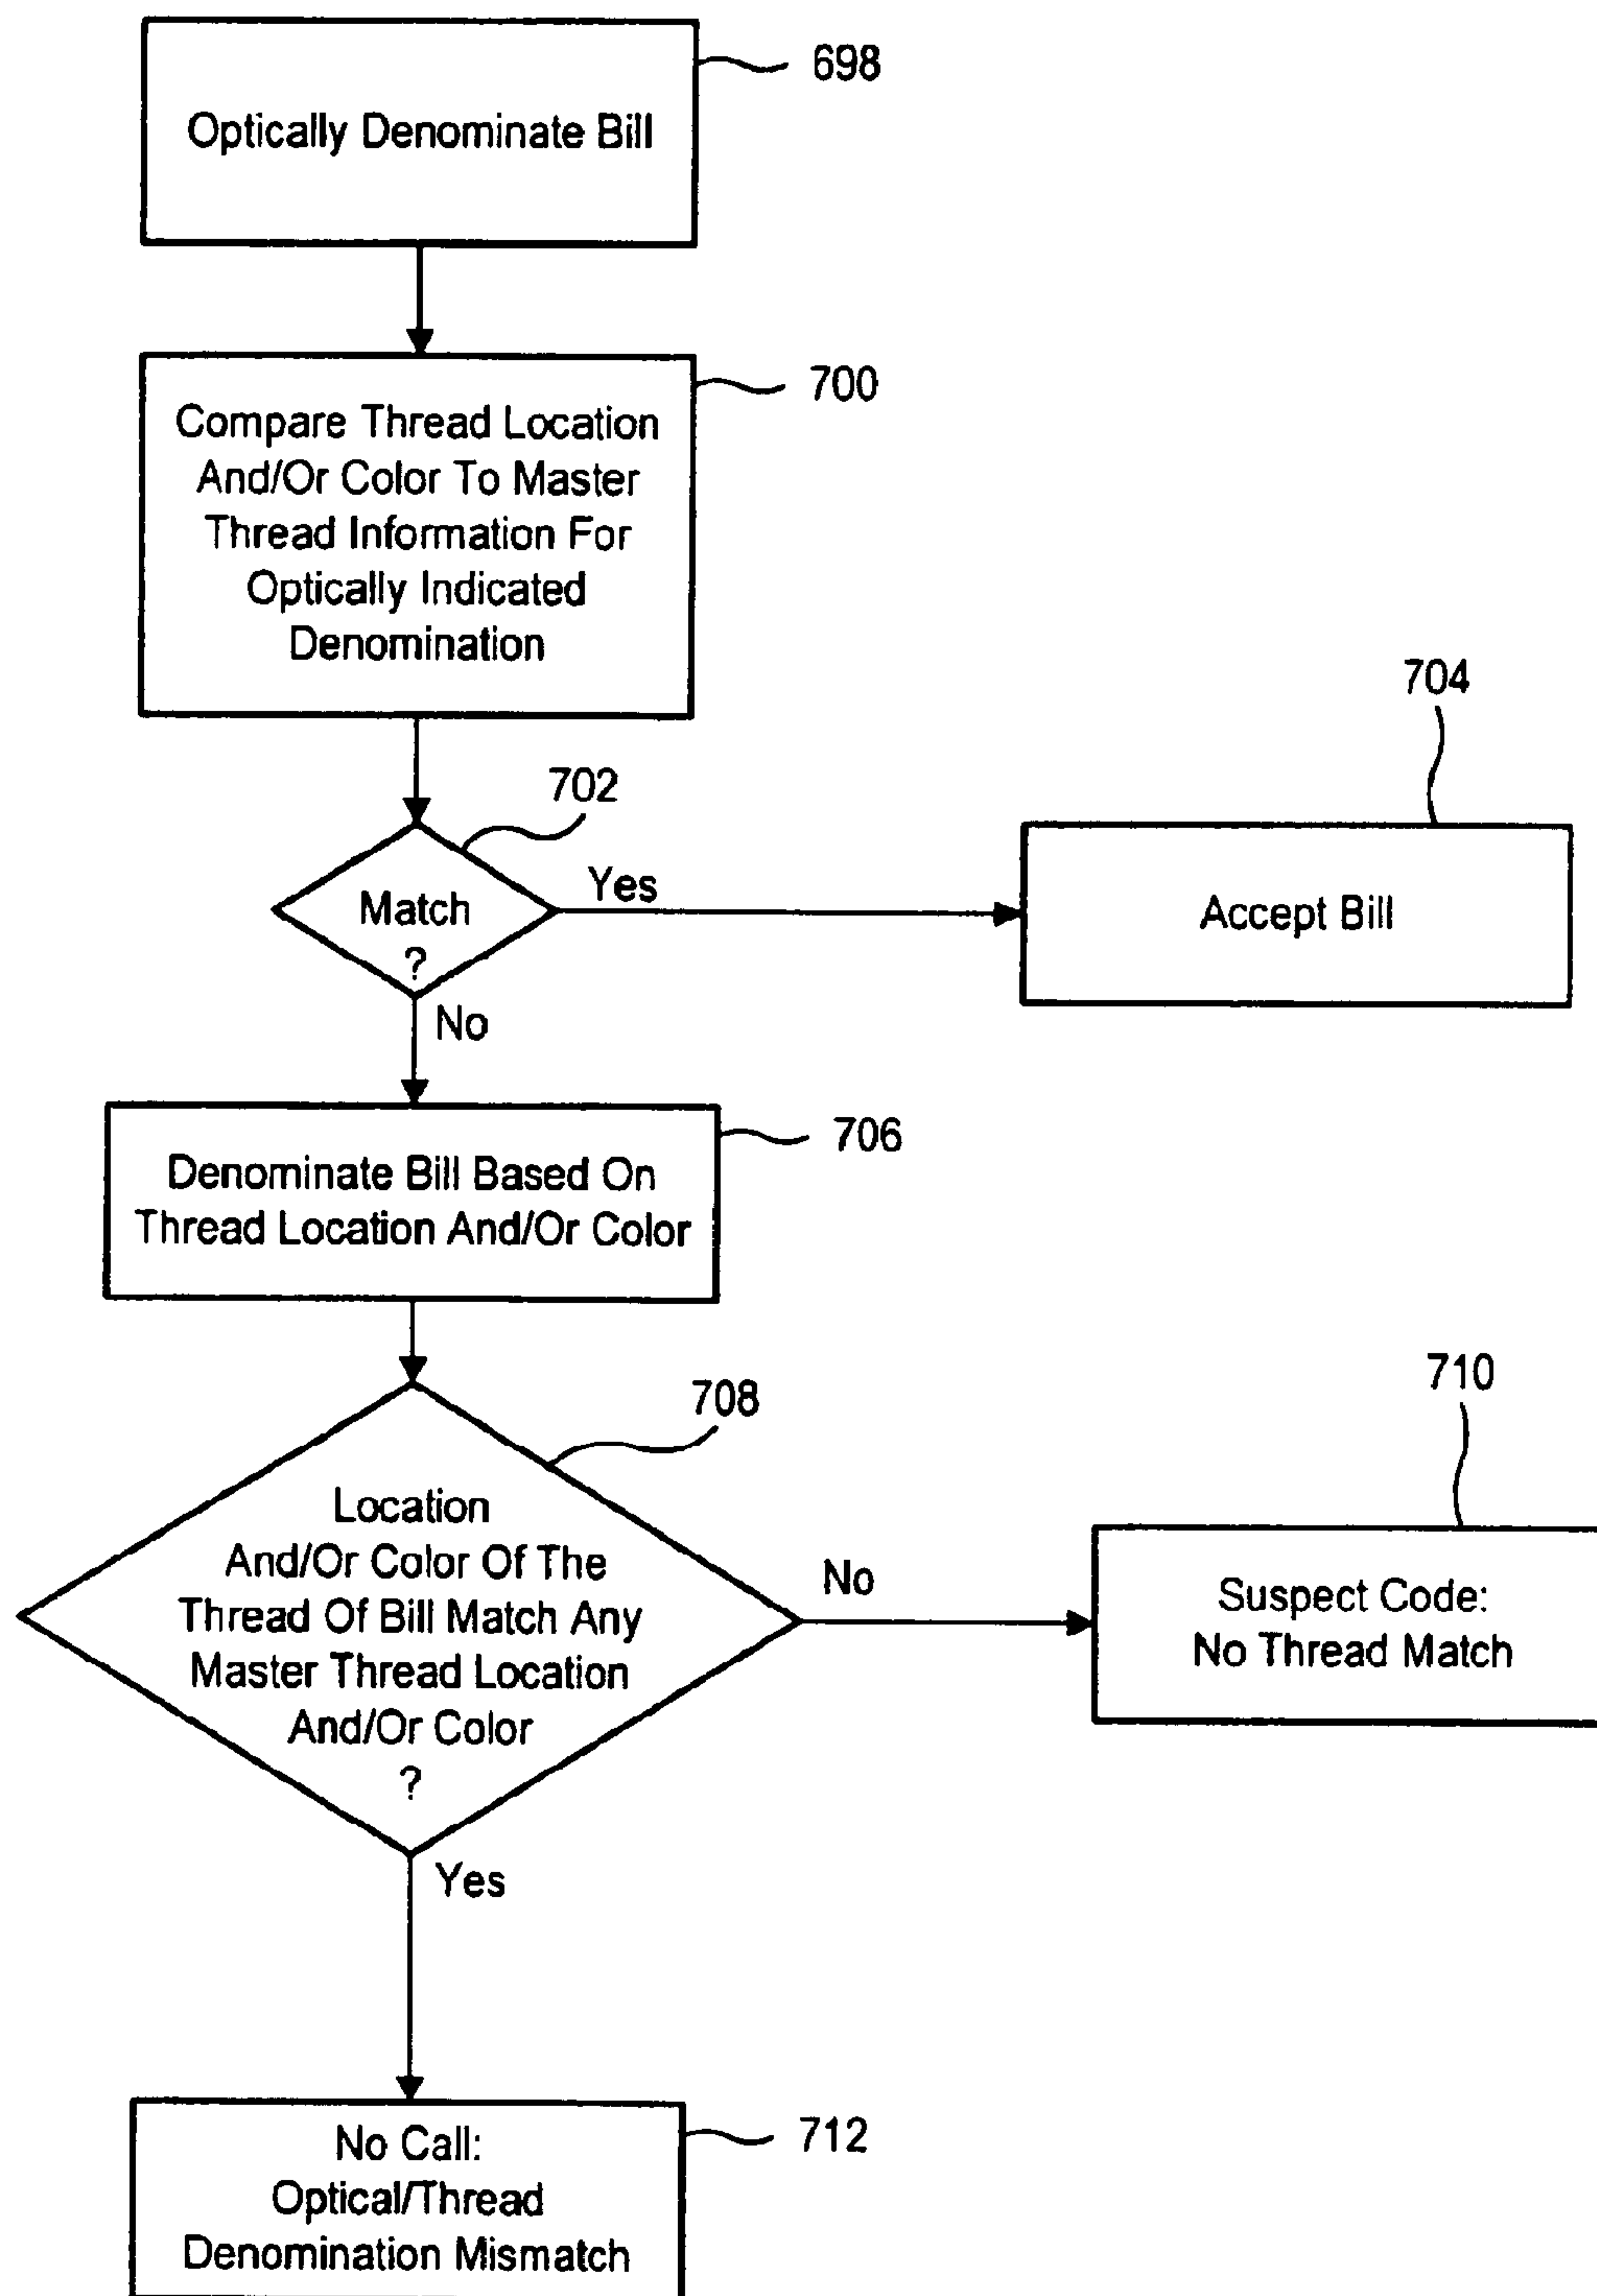 698
Optically Denominate Bill
700
Compare Thread Location
And/Or Color To Master
Thread Information For
Optically Indicated
Denomination
704
702
Match
?
Yes
Accept Bill
No
706
Denominate Bill Based On
Thread Location And/Or Color
710
708
Location
And/Or Color Of The
Thread Of Bill Match Any
Master Thread Location
And/Or Color
?
No
Suspect Code:
No Thread Match
Yes
712
No Call:
Optical/Thread
Denomination Mismatch